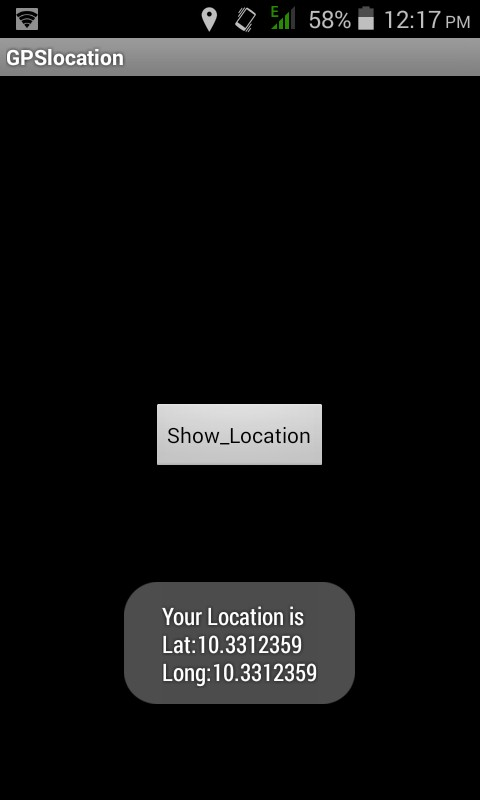 E 58% 12:17 PM
GPSlocation
Show_Location
Your Location is
Lat:10.3312359
Long:10.3312359